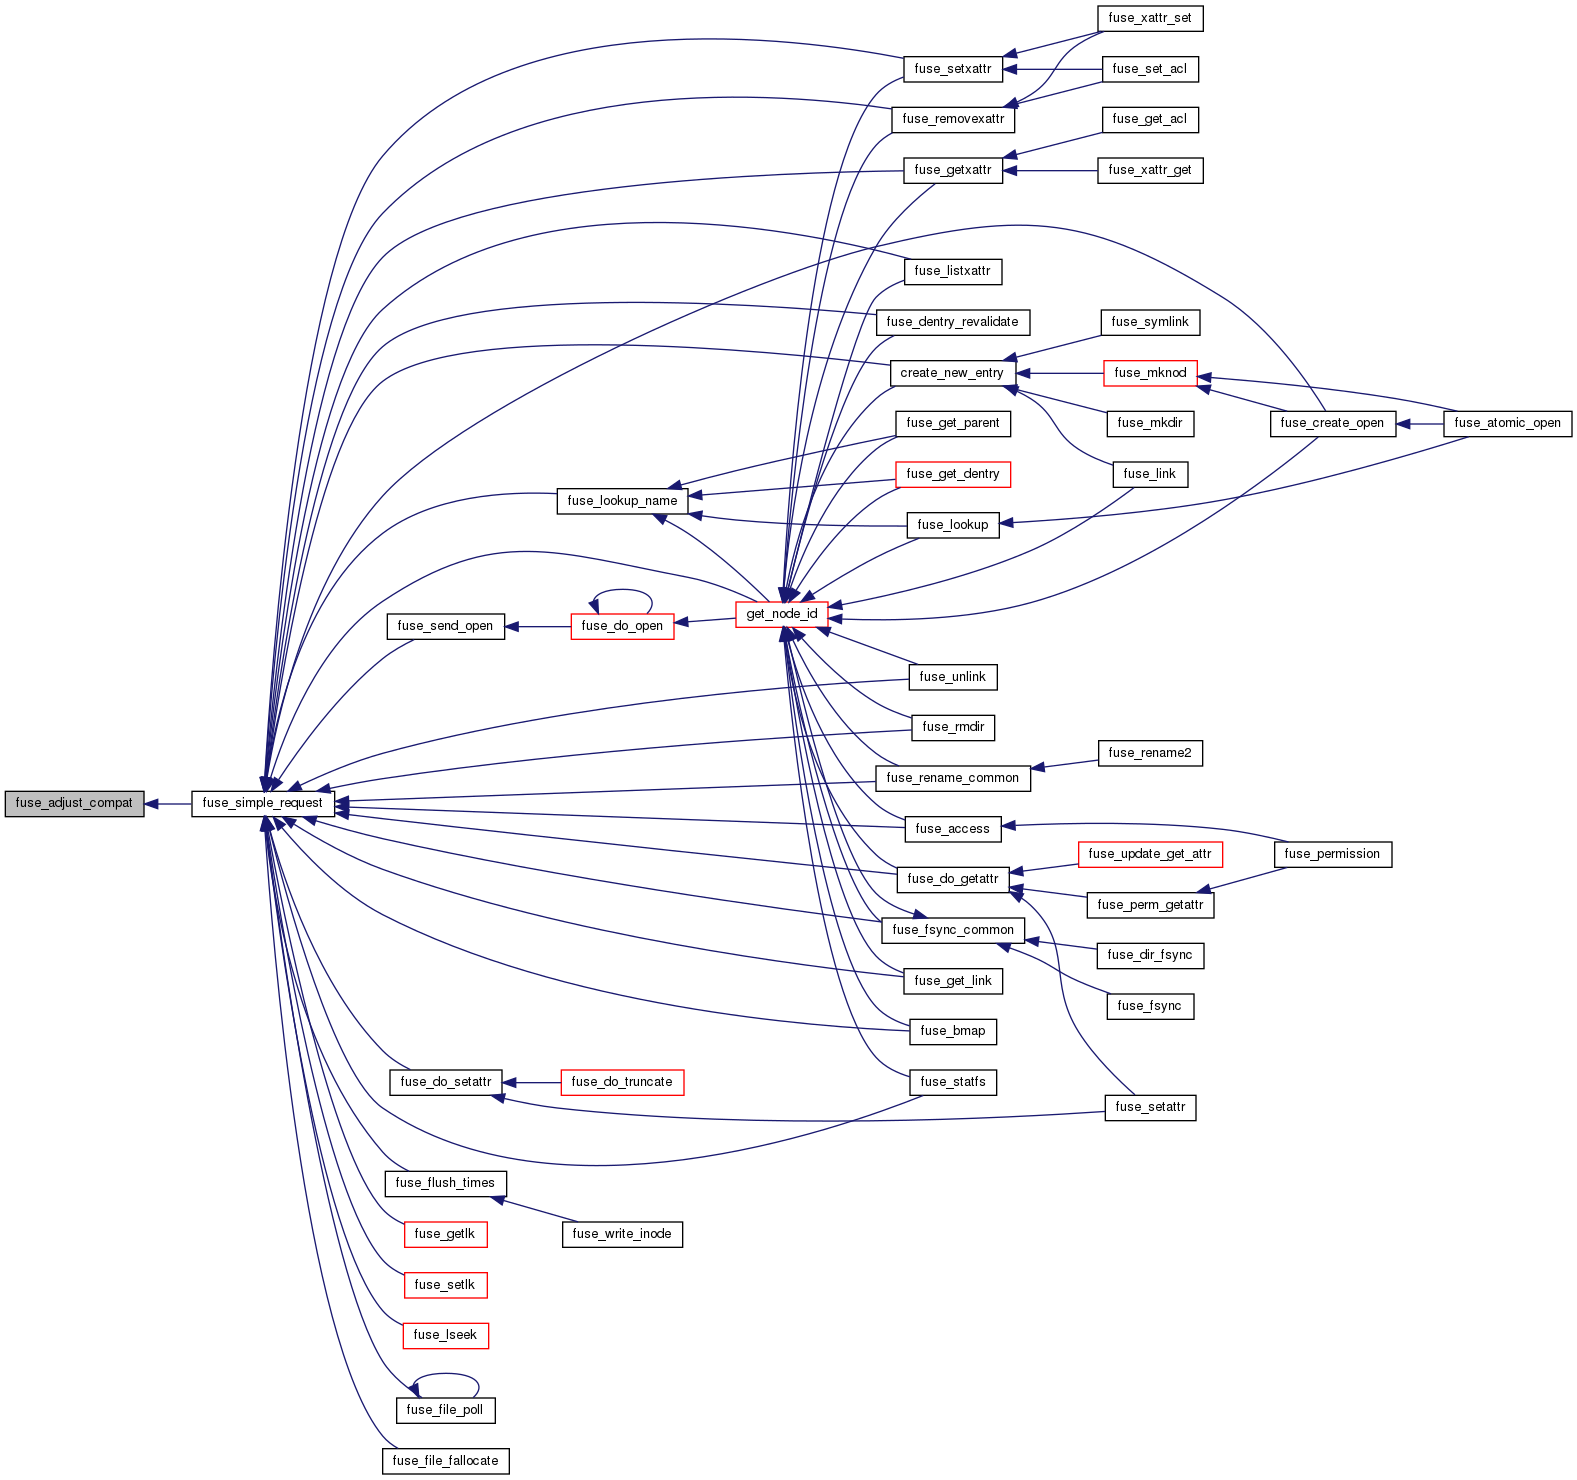 fuse_xattr_set
fuse_setxattr
fuse_set_acl
fuse_removexattr
fuse_get_acl
fuse_getxattr
fuse_xattr_get
fuse_listxattr
fuse_dentry_revalidate
fuse_symlink
create_new_entry
fuse_mknod
fuse_get_parent
fuse_mkdir
fuse_create_open
fuse_atomic_open
fuse_get_dentry
fuse_link
fuse_lookup_name
fuse_lookup
get_node_id
fuse_send_open
fuse_do_open
fuse_unlink
fuse_rmdir
fuse_rename2
fuse_rename_common
fuse_adjust_compat
fuse_simple_request
fuse_access
fuse_update_get_attr
fuse_permission
fuse_do_getattr
fuse_perm_getattr
fuse_fsync_common
fuse_dir_fsync
fuse_get_link
fuse_fsync
fuse_bmap
fuse_do_setattr
fuse_do_truncate
fuse_statfs
fuse_setattr
fuse_flush_times
fuse_getlk
fuse_write_inode
fuse_setlk
fuse_lseek
fuse_file_poll
fuse_file_fallocate